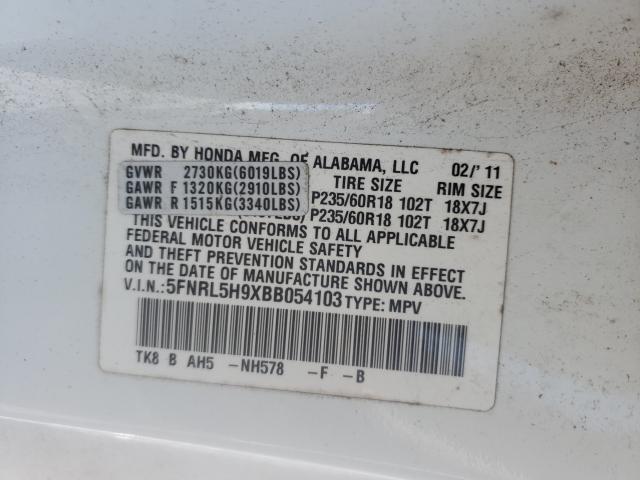 MFD. BY HONDA MFG. OF ALABAMA, LLC 02/'11
GVWR 2730KG(6019LBS) TIRE SIZE RIM SIZE
GAWR F 1320KG(2910LBS) P235/60R18 102T 18X7J
GAWR R 1515KG(3340LBS) P235/60R18 102T 18X7J
THIS VEHICLE CONFORMS TO ALL APPLICABLE
FEDERAL MOTOR VEHICLE SAFETY
AND THEFT PREVENTION STANDARDS IN EFFECT
ON THE DATE OF MANUFACTURE SHOWN ABOVE.
V.I.N.:5FNRL5H9XBB054103 TYPE: MPV
TK8 B AH5 -NH578 -F -B